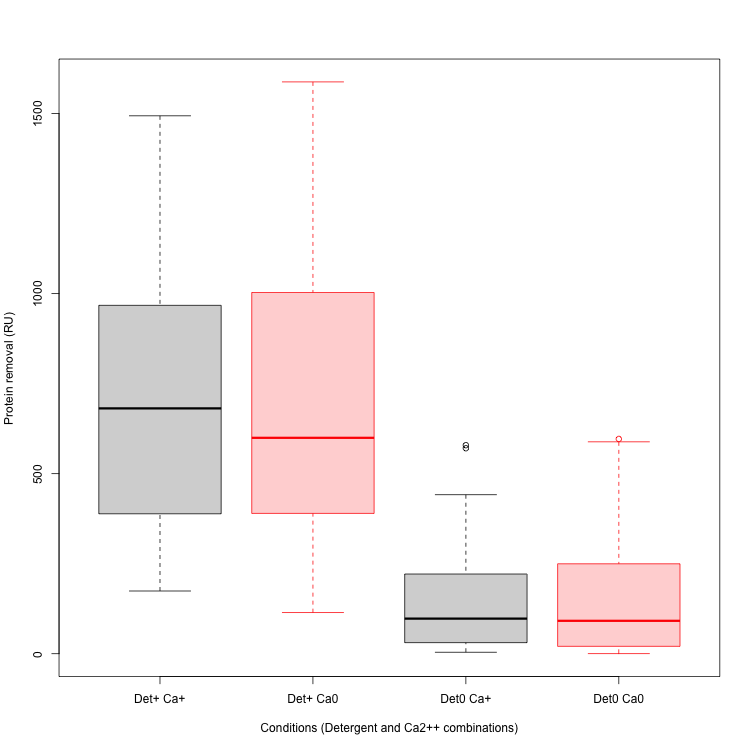 Protein removal (RU)
1500
1000
500
0
Det+ Ca+
Det+ Ca0
Det0 Ca+
Det0 Ca0
Conditions (Detergent and Ca2++ combinations)